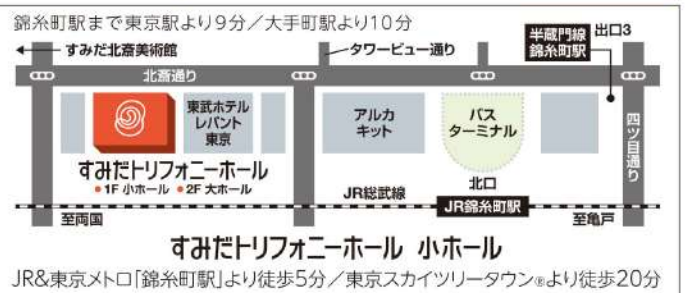 錦糸町駅まで東京駅より9分／大手町駅より10分
すみだ北斎美術館
タワービュー通り
半蔵門線
錦糸町駅
出口3
北斎通り
東武ホテル
レバント
東京
アルカ
キット
バス
ターミナル
四ツ目通り
すみだトリフォニーホール
●1F 小ホール ●2F 大ホール
北口
JR総武線
JR錦糸町駅
至両国
至亀戸
すみだトリフォニーホール 小ホール
JR&東京メトロ「錦糸町駅」より徒歩5分／東京スカイツリータウン®より徒歩20分